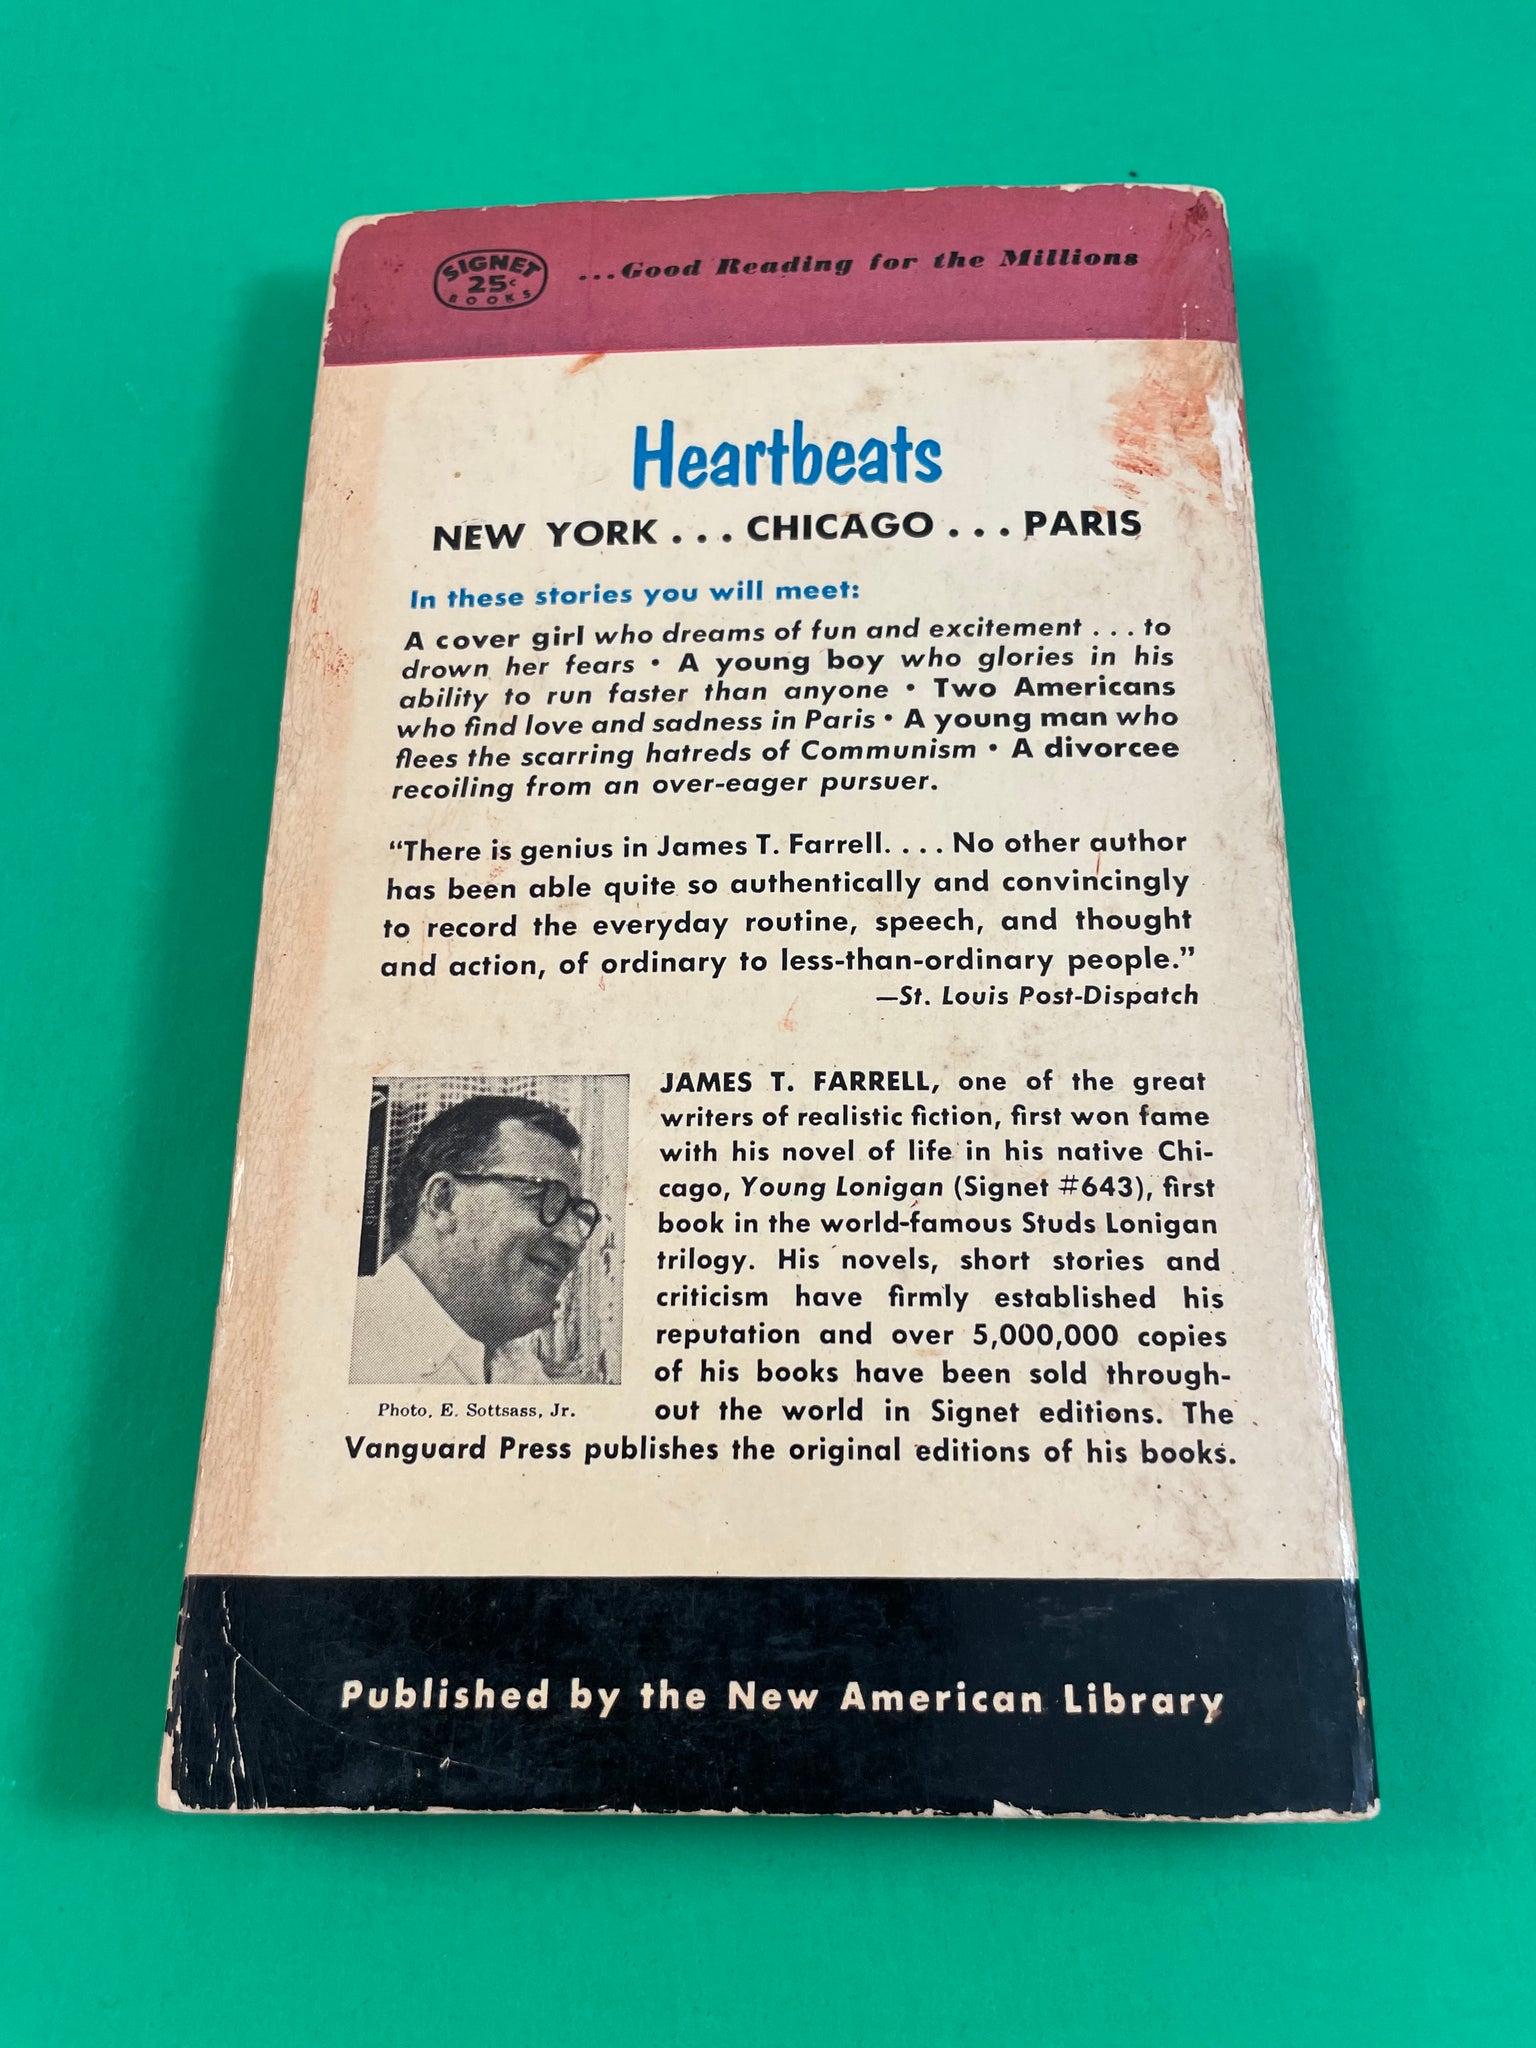 SIGNET
25¢
BOOKS
...Good Reading for the Millions
Heartbeats
NEW YORK . . . CHICAGO . . . PARIS
In these stories you will meet:
A cover girl who dreams of fun and excitement . . . to
drown her fears • A young boy who glories in his
ability to run faster than anyone • Two Americans
who find love and sadness in Paris • A young man who
flees the scarring hatreds of Communism • A divorcee
recoiling from an over-eager pursuer.
“There is genius in James T. Farrell. . . . No other author
has been able quite so authentically and convincingly
to record the everyday routine, speech, and thought
and action, of ordinary to less-than-ordinary people.”
—St. Louis Post-Dispatch
JAMES T. FARRELL, one of the great
writers of realistic fiction, first won fame
with his novel of life in his native Chi-
cago, Young Lonigan (Signet #643), first
book in the world-famous Studs Lonigan
trilogy. His novels, short stories and
criticism have firmly established his
reputation and over 5,000,000 copies
of his books have been sold through-
out the world in Signet editions. The
Vanguard Press publishes the original editions of his books.
Photo, E. Sottsass, Jr.
Published by the New American Library